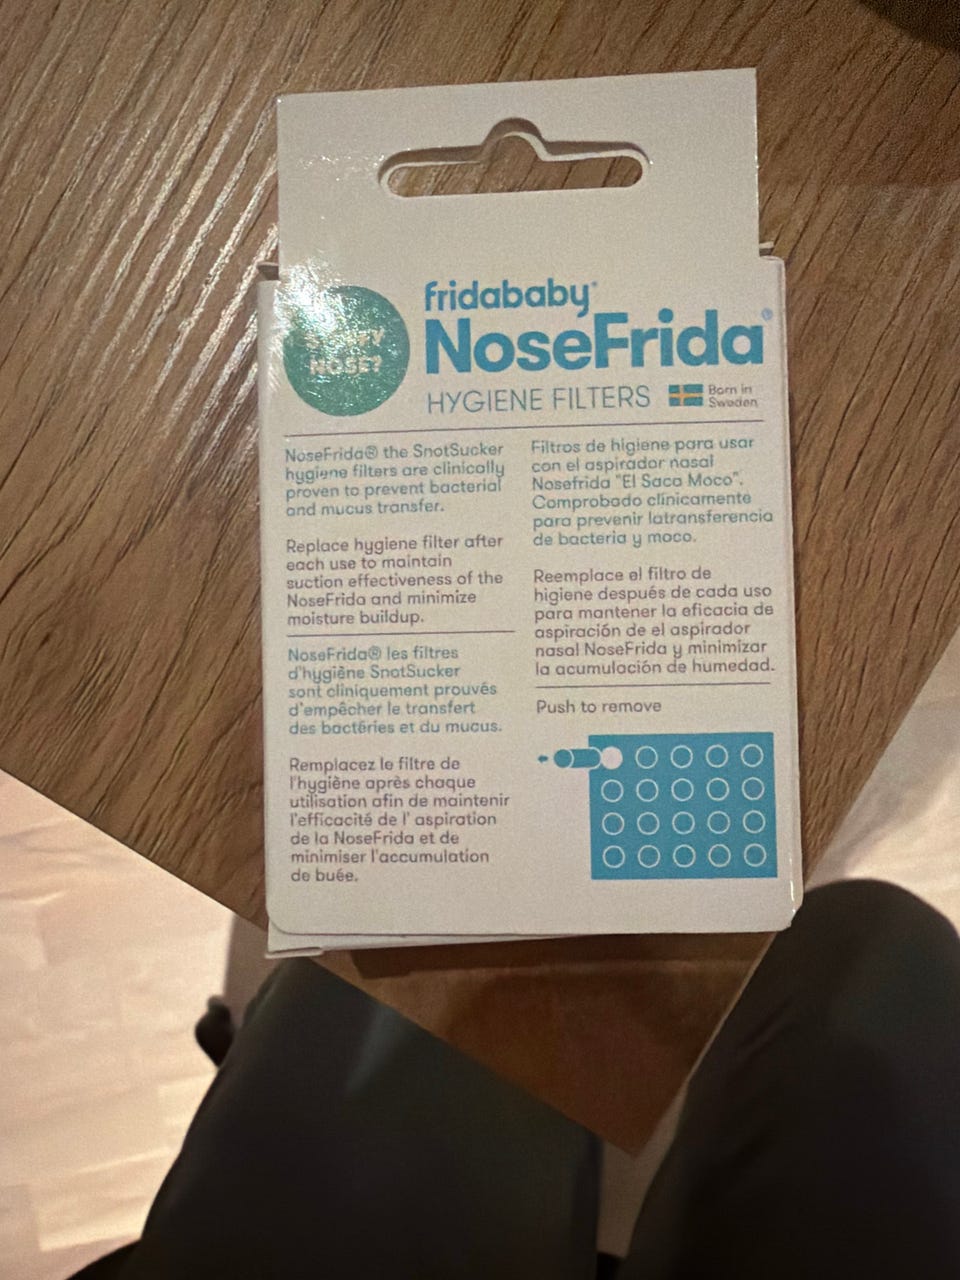 fridababy®
NoseFrida®
HYGIENE FILTERS
Born in
Sweden
NOSE?
NoseFrida® the SnotSucker
hygiene filters are clinically
proven to prevent bacterial
and mucus transfer.
Replace hygiene filter after
each use to maintain
suction effectiveness of the
NoseFrida and minimize
moisture buildup.
NoseFrida® les filtres
d'hygiène SnotSucker
sont cliniquement prouvés
d'empêcher le transfert
des bactéries et du mucus.
Remplacez le filtre de
l'hygiène après chaque
utilisation afin de maintenir
l'efficacité de l' aspiration
de la NoseFrida et de
minimiser l'accumulation
de buée.
Filtros de higiene para usar
con el aspirador nasal
Nosefrida "El Saca Moco".
Comprobado clínicamente
para prevenir latransferencia
de bacteria y moco.
Reemplace el filtro de
higiene después de cada uso
para mantener la eficacia de
aspiración de el aspirador
nasal NoseFrida y minimizar
la acumulación de humedad.
Push to remove